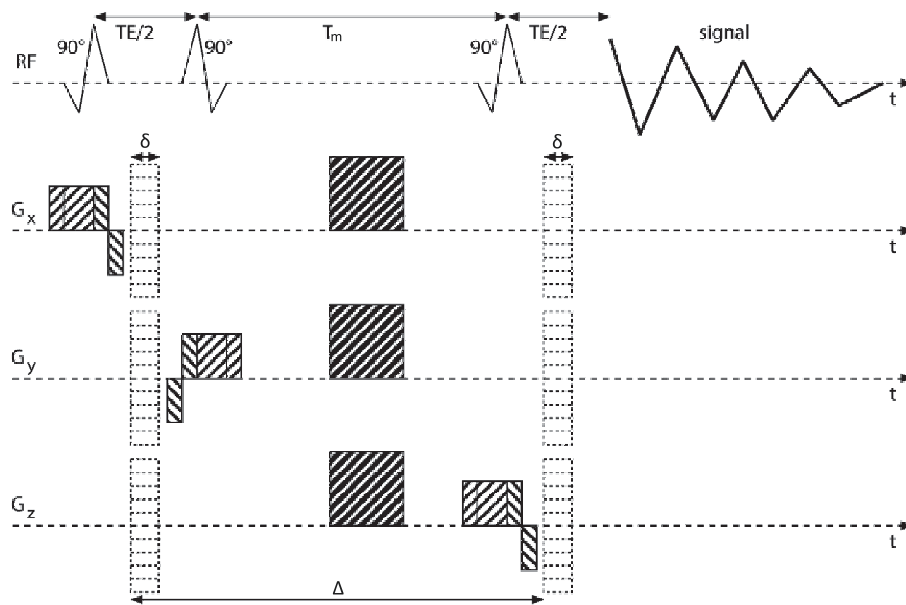 TE/2 Tm TE/2 signal
90° 90° 90°
RF
t
δ δ
Gx
t
Gy
t
Gz
t
Δ